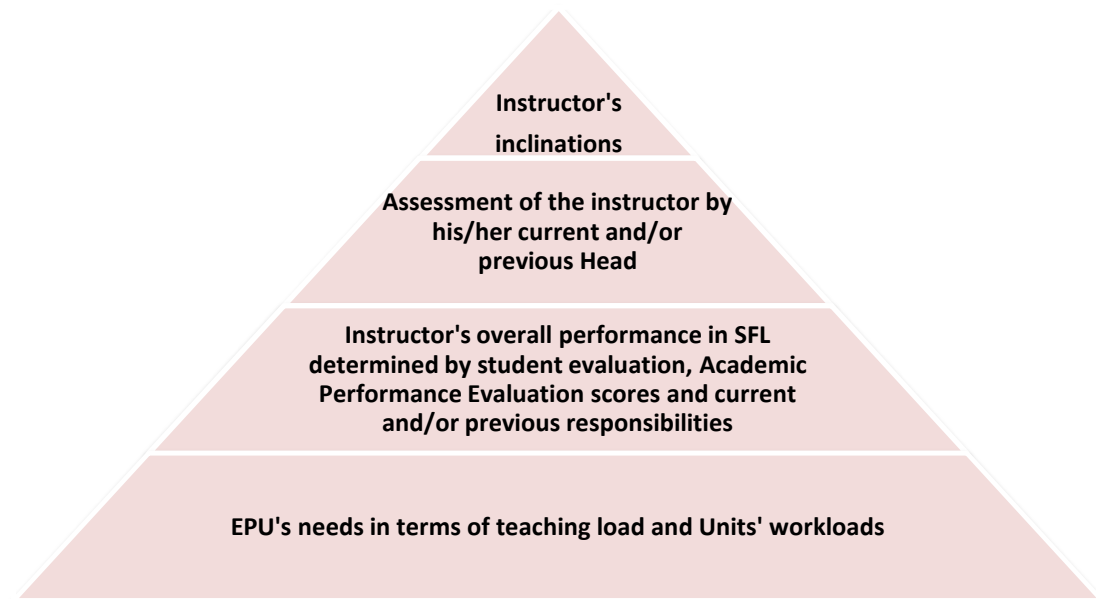 Instructor's
inclinations
Assessment of the instructor by
his/her current and/or
previous Head
Instructor's overall performance in SFL
determined by student evaluation, Academic
Performance Evaluation scores and current
and/or previous responsibilities
EPU's needs in terms of teaching load and Units' workloads